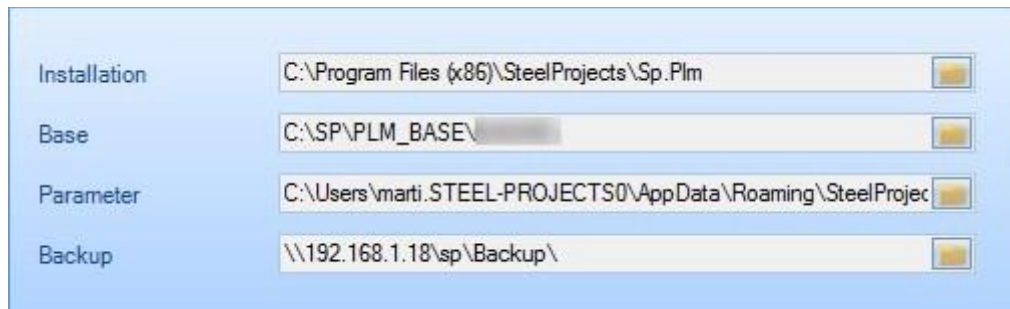 Installation C:\Program Files (x86)\SteelProjects\Sp.Plm
Base C:\SP\PLM_BASE\
Parameter C:\Users\marti.STEEL-PROJECTS0\AppData\Roaming\SteelProjec
Backup \\192.168.1.18\sp\Backup\